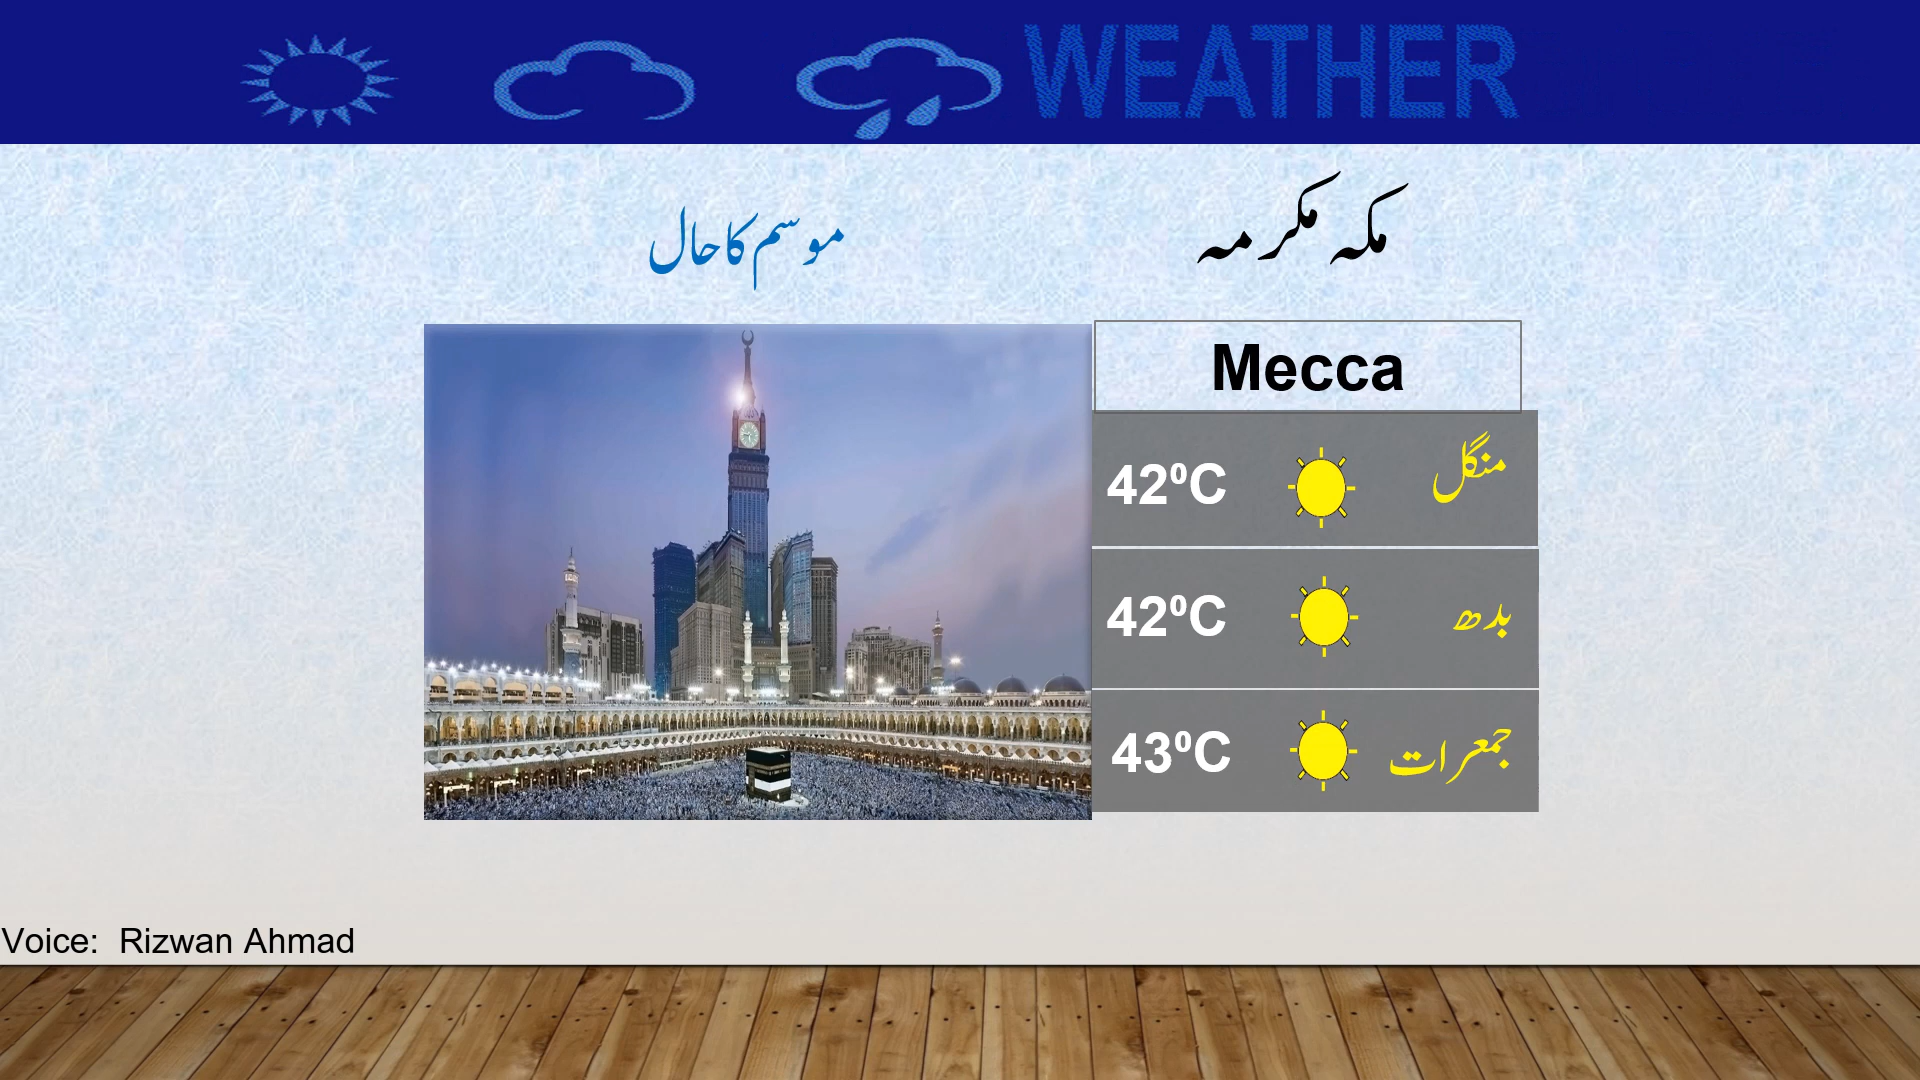 WEATHER
مکہ مکرمہ
موسم کا حال
Mecca
42⁰C منگل
42⁰C بدھ
43⁰C جمعرات
Voice: Rizwan Ahmad